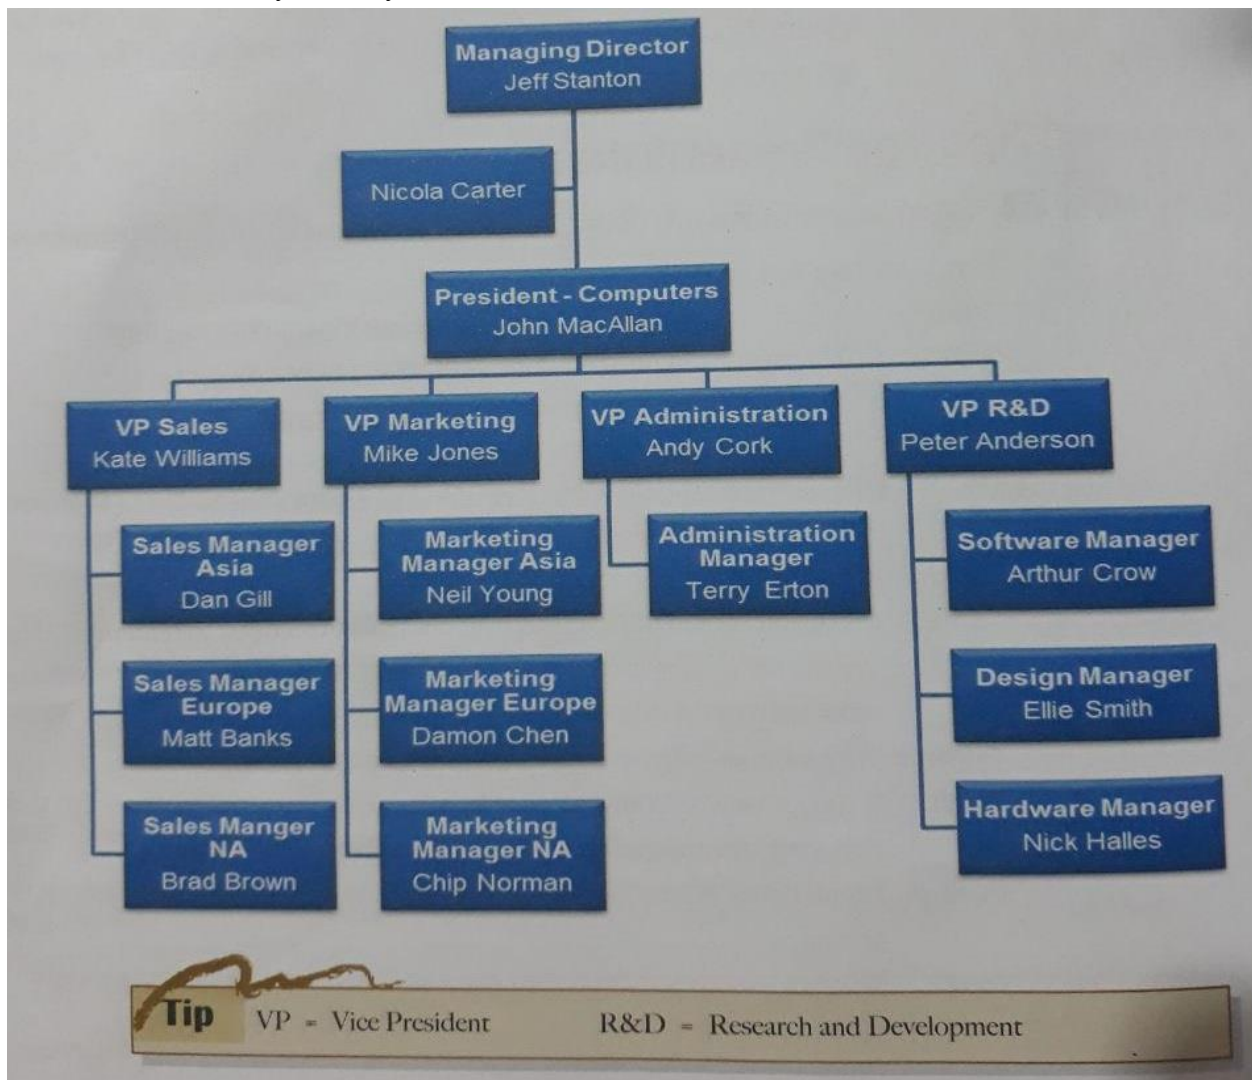 Managing Director
Jeff Stanton
Nicola Carter
President - Computers
John MacAllan
VP Sales
Kate Williams
VP Marketing
Mike Jones
VP Administration
Andy Cork
VP R&D
Peter Anderson
Sales Manager
Asia
Dan Gill
Marketing
Manager Asia
Neil Young
Administration
Manager
Terry Erton
Software Manager
Arthur Crow
Sales Manager
Europe
Matt Banks
Marketing
Manager Europe
Damon Chen
Design Manager
Ellie Smith
Sales Manger
NA
Brad Brown
Marketing
Manager NA
Chip Norman
Hardware Manager
Nick Halles
Tip VP = Vice President R&D = Research and Development